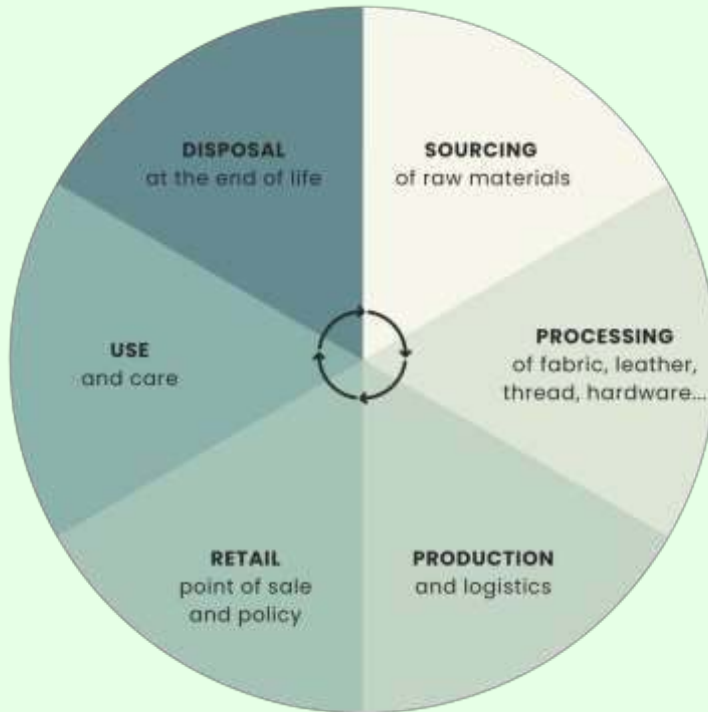 DISPOSAL
at the end of life
SOURCING
of raw materials
PROCESSING
of fabric, leather,
thread, hardware...
USE
and care
RETAIL
point of sale
and policy
PRODUCTION
and logistics